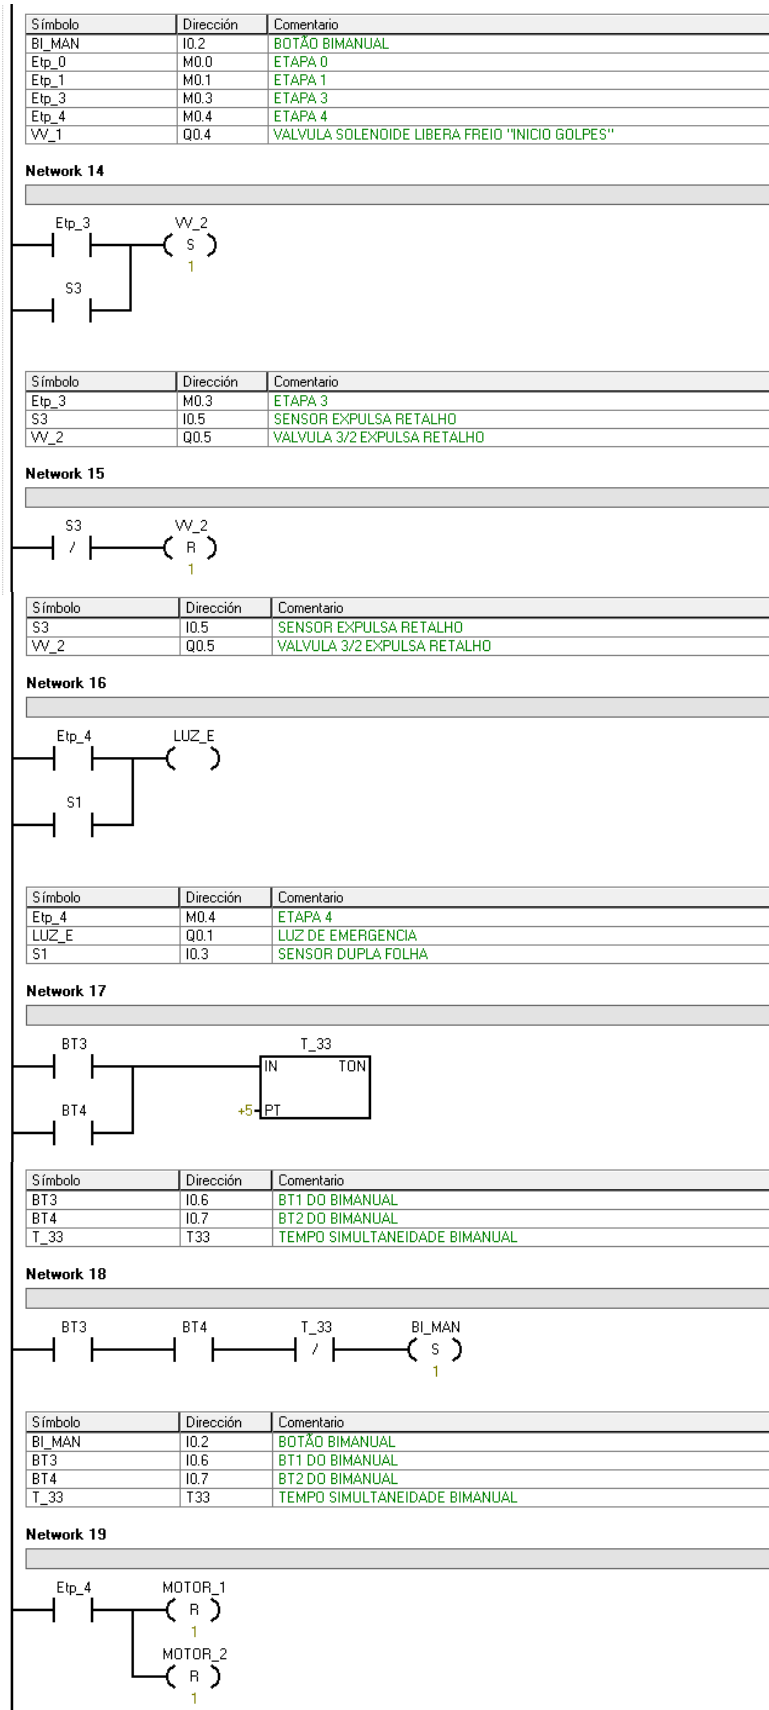 Símbolo Dirección Comentario
BI_MAN I0.2 BOTÃO BIMANUAL
Etp_0 M0.0 ETAPA 0
Etp_1 M0.1 ETAPA 1
Etp_3 M0.3 ETAPA 3
Etp_4 M0.4 ETAPA 4
VV_1 Q0.4 VALVULA SOLENOIDE LIBERA FREIO "INICIO GOLPES"
Network 14
Etp_3 VV_2
S
1
S3
Símbolo Dirección Comentario
Etp_3 M0.3 ETAPA 3
S3 I0.5 SENSOR EXPULSA RETALHO
VV_2 Q0.5 VALVULA 3/2 EXPULSA RETALHO
Network 15
S3 VV_2
/ R
1
Símbolo Dirección Comentario
S3 I0.5 SENSOR EXPULSA RETALHO
VV_2 Q0.5 VALVULA 3/2 EXPULSA RETALHO
Network 16
Etp_4 LUZ_E
S1
Símbolo Dirección Comentario
Etp_4 M0.4 ETAPA 4
LUZ_E Q0.1 LUZ DE EMERGENCIA
S1 I0.3 SENSOR DUPLA FOLHA
Network 17
BT3 T_33
IN TON
BT4
+5 PT
Símbolo Dirección Comentario
BT3 I0.6 BT1 DO BIMANUAL
BT4 I0.7 BT2 DO BIMANUAL
T_33 T33 TEMPO SIMULTANEIDADE BIMANUAL
Network 18
BT3 BT4 T_33 BI_MAN
/ S
1
Símbolo Dirección Comentario
BI_MAN I0.2 BOTÃO BIMANUAL
BT3 I0.6 BT1 DO BIMANUAL
BT4 I0.7 BT2 DO BIMANUAL
T_33 T33 TEMPO SIMULTANEIDADE BIMANUAL
Network 19
Etp_4 MOTOR_1
R
1
MOTOR_2
R
1